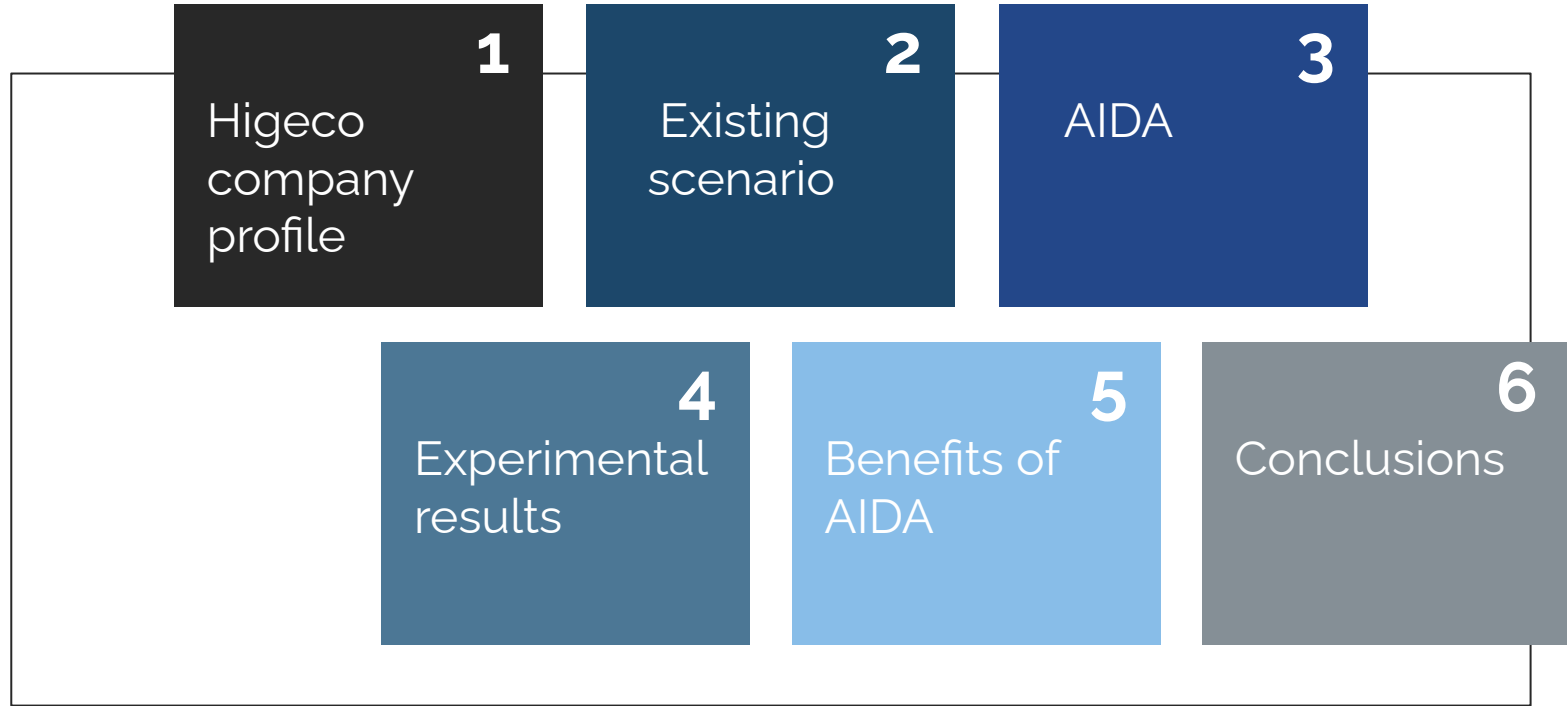 1
Higeco
company
profile
2
Existing
scenario
3
AIDA
4
Experimental
results
5
Benefits of
AIDA
6
Conclusions